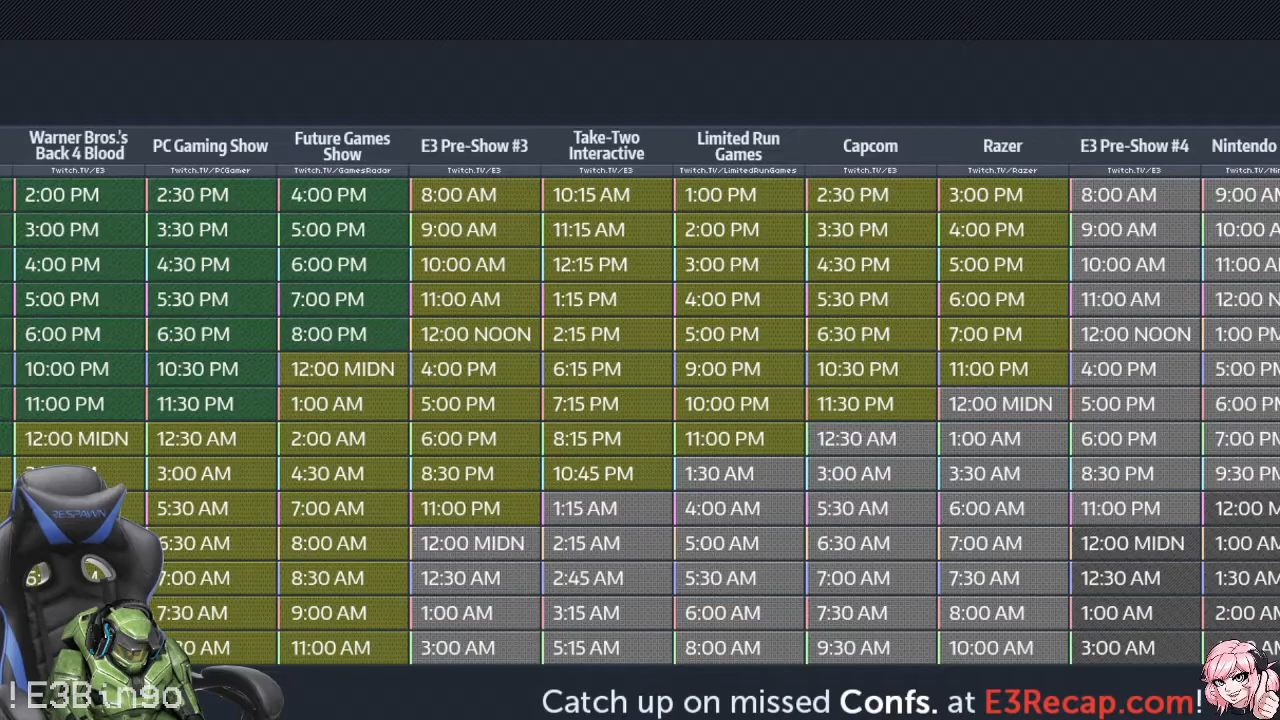 Warner Bros.'s Back 4 Blood PC Gaming Show Future Games Show E3 Pre-Show #3 Take-Two Interactive Limited Run Games Capcom Razer E3 Pre-Show #4 Nintendo
Twitch.TV/E3 Twitch.TV/PCGamer Twitch.TV/GamesRadar Twitch.TV/E3 Twitch.TV/E3 Twitch.TV/LimitedRunGames Twitch.TV/E3 Twitch.TV/Razer Twitch.TV/E3
2:00 PM 2:30 PM 4:00 PM 8:00 AM 10:15 AM 1:00 PM 2:30 PM 3:00 PM 8:00 AM 9:00 AM
3:00 PM 3:30 PM 5:00 PM 9:00 AM 11:15 AM 2:00 PM 3:30 PM 4:00 PM 9:00 AM 10:00 A
4:00 PM 4:30 PM 6:00 PM 10:00 AM 12:15 PM 3:00 PM 4:30 PM 5:00 PM 10:00 AM 11:00 A
5:00 PM 5:30 PM 7:00 PM 11:00 AM 1:15 PM 4:00 PM 5:30 PM 6:00 PM 11:00 AM 12:00 N
6:00 PM 6:30 PM 8:00 PM 12:00 NOON 2:15 PM 5:00 PM 6:30 PM 7:00 PM 12:00 NOON 1:00 P
10:00 PM 10:30 PM 12:00 MIDN 4:00 PM 6:15 PM 9:00 PM 10:30 PM 11:00 PM 4:00 PM 5:00 P
11:00 PM 11:30 PM 1:00 AM 5:00 PM 7:15 PM 10:00 PM 11:30 PM 12:00 MIDN 5:00 PM 6:00 P
12:00 MIDN 12:30 AM 2:00 AM 6:00 PM 8:15 PM 11:00 PM 12:30 AM 1:00 AM 6:00 PM 7:00 P
3:00 AM 4:30 AM 8:30 PM 10:45 PM 1:30 AM 3:00 AM 3:30 AM 8:30 PM 9:30 P
RESPAWN 5:30 AM 7:00 AM 11:00 PM 1:15 AM 4:00 AM 5:30 AM 6:00 AM 11:00 PM 12:00 M
6:30 AM 8:00 AM 12:00 MIDN 2:15 AM 5:00 AM 6:30 AM 7:00 AM 12:00 MIDN 1:00 A
7:00 AM 8:30 AM 12:30 AM 2:45 AM 5:30 AM 7:00 AM 7:30 AM 12:30 AM 1:30 A
7:30 AM 9:00 AM 1:00 AM 3:15 AM 6:00 AM 7:30 AM 8:00 AM 1:00 AM 2:00 A
11:00 AM 3:00 AM 5:15 AM 8:00 AM 9:30 AM 10:00 AM 3:00 AM
!E3Bingo
Catch up on missed Confs. at E3Recap.com!